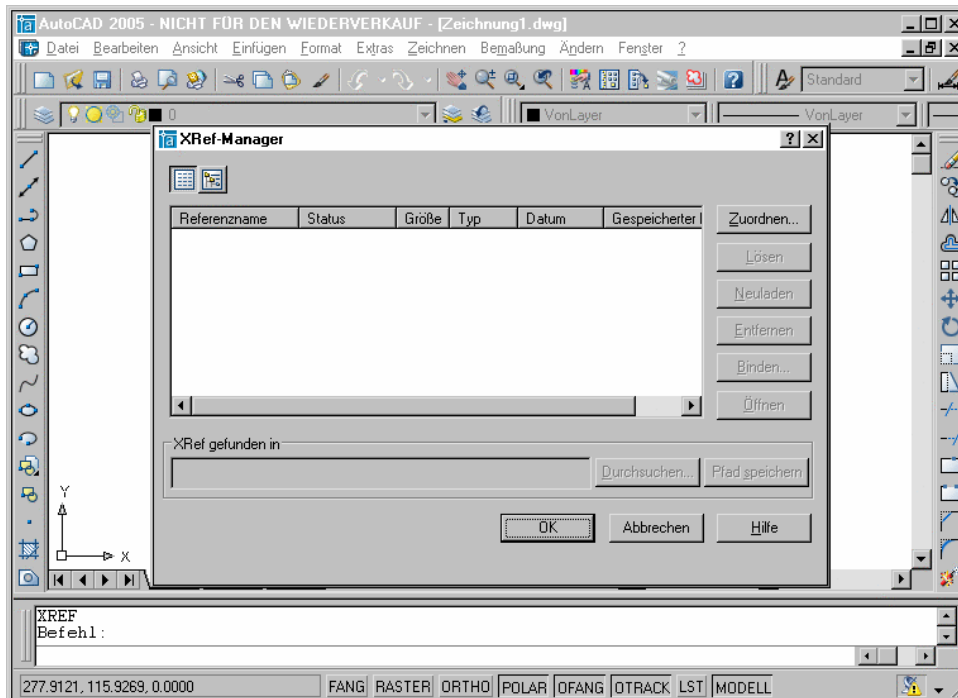 AutoCAD 2005 - NICHT FÜR DEN WIEDERVERKAUF - [Zeichnung1.dwg]
Datei Bearbeiten Ansicht Einfügen Format Extras Zeichnen Bemaßung Ändern Fenster ?
Standard
0 VonLayer VonLayer
XRef-Manager
Referenzname Status Größe Typ Datum Gespeicherter
Zuordnen...
Lösen
Neuladen
Entfernen
Binden...
Öffnen
XRef gefunden in
Durchsuchen... Pfad speichern
OK Abbrechen Hilfe
Y
X
XREF
Befehl:
277.9121, 115.9269, 0.0000 FANG RASTER ORTHO POLAR OFANG OTRACK LST MODELL